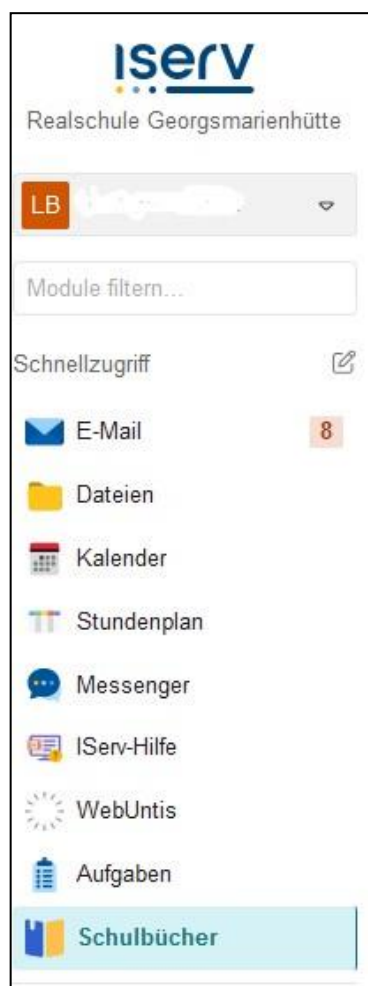 IServ
Realschule Georgsmarienhütte
LB
Module filtern...
Schnellzugriff
E-Mail 8
Dateien
Kalender
Stundenplan
Messenger
IServ-Hilfe
WebUntis
Aufgaben
Schulbücher